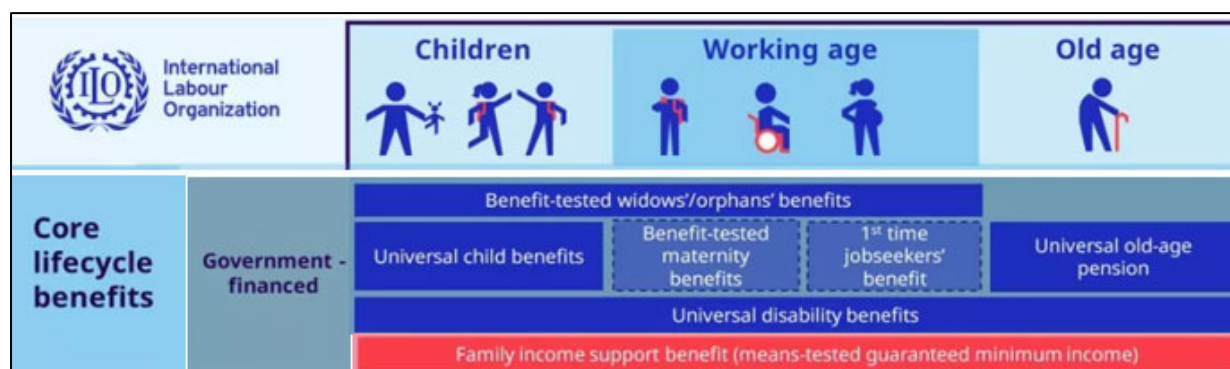 Children
Working age
Old age
ILO
International
Labour
Organization
Core
lifecycle
benefits
Government -
financed
Benefit-tested widows'/orphans' benefits
Universal child benefits
Benefit-tested
maternity
benefits
1st time
jobseekers'
benefit
Universal old-age
pension
Universal disability benefits
Family income support benefit (means-tested guaranteed minimum income)